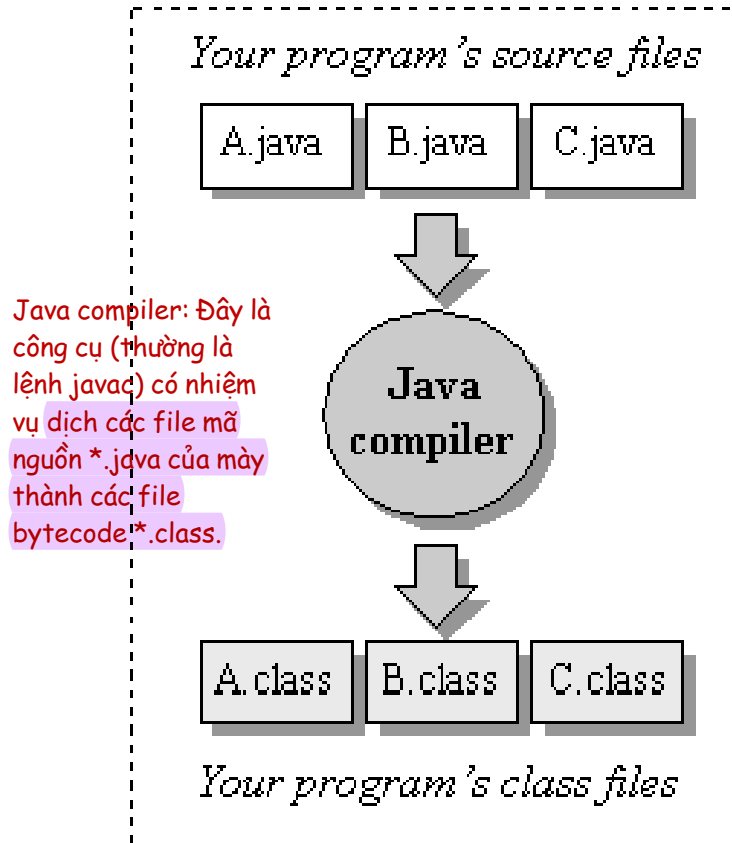 Your program's source files
A.java
B.java
C.java
Java compiler: Đây là
công cụ (thường là
lệnh javac) có nhiệm
vụ dịch các file mã
nguồn *.java của mày
thành các file
bytecode *.class.
Java
compiler
A.class
B.class
C.class
Your program's class files